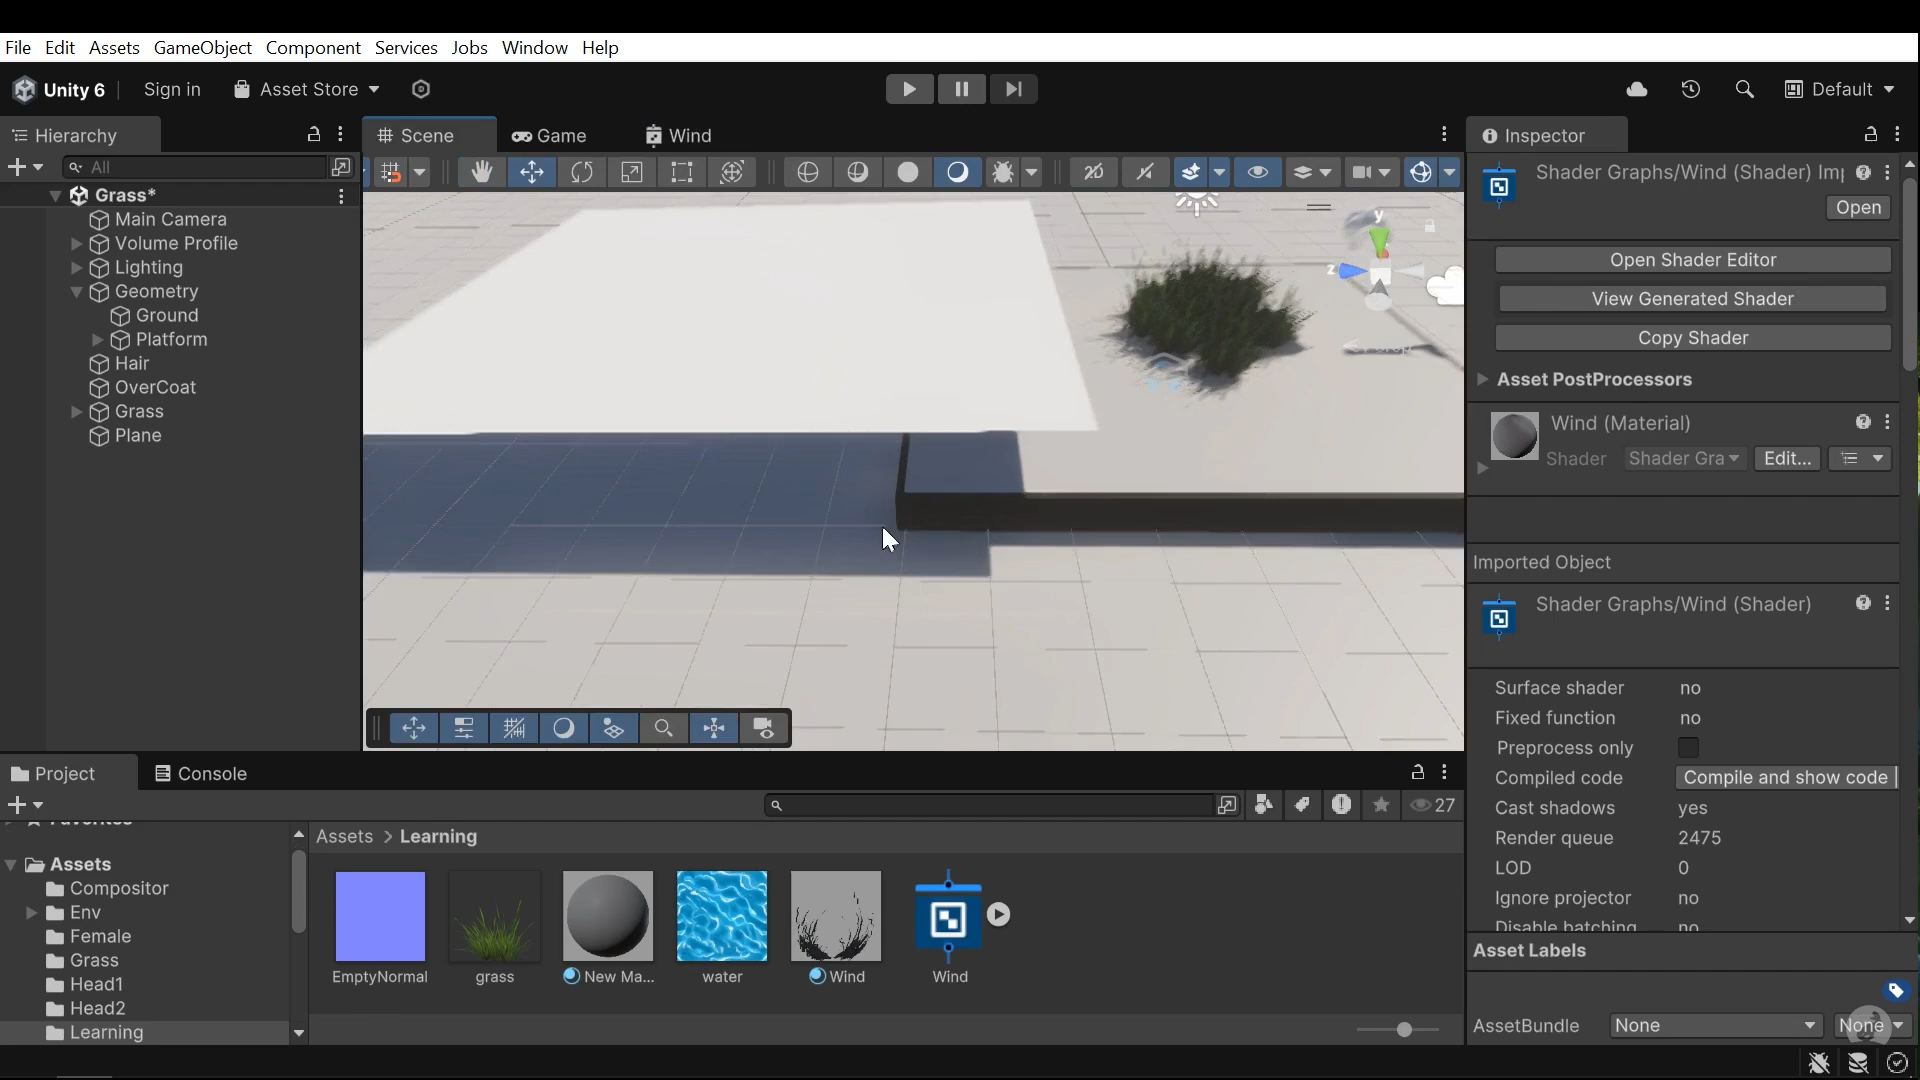 File Edit Assets GameObject Component Services Jobs Window Help
Unity 6 Sign in Asset Store Default
Hierarchy
Scene Game Wind
Inspector
All
Grass*
Main Camera
Volume Profile
Lighting
Geometry
Ground
Platform
Hair
OverCoat
Grass
Plane
2D
y
z
Shader Graphs/Wind (Shader) Im
Open
Open Shader Editor
View Generated Shader
Copy Shader
Asset PostProcessors
Wind (Material)
Shader Shader Gra Edit...
Imported Object
Shader Graphs/Wind (Shader)
Surface shader no
Fixed function no
Preprocess only
Compiled code Compile and show code |
Cast shadows yes
Render queue 2475
LOD 0
Ignore projector no
Disable batching no
Asset Labels
AssetBundle None None
Project Console
27
Favorites
Assets
Compositor
Env
Female
Grass
Head1
Head2
Learning
Assets > Learning
EmptyNormal grass New Ma... water Wind Wind